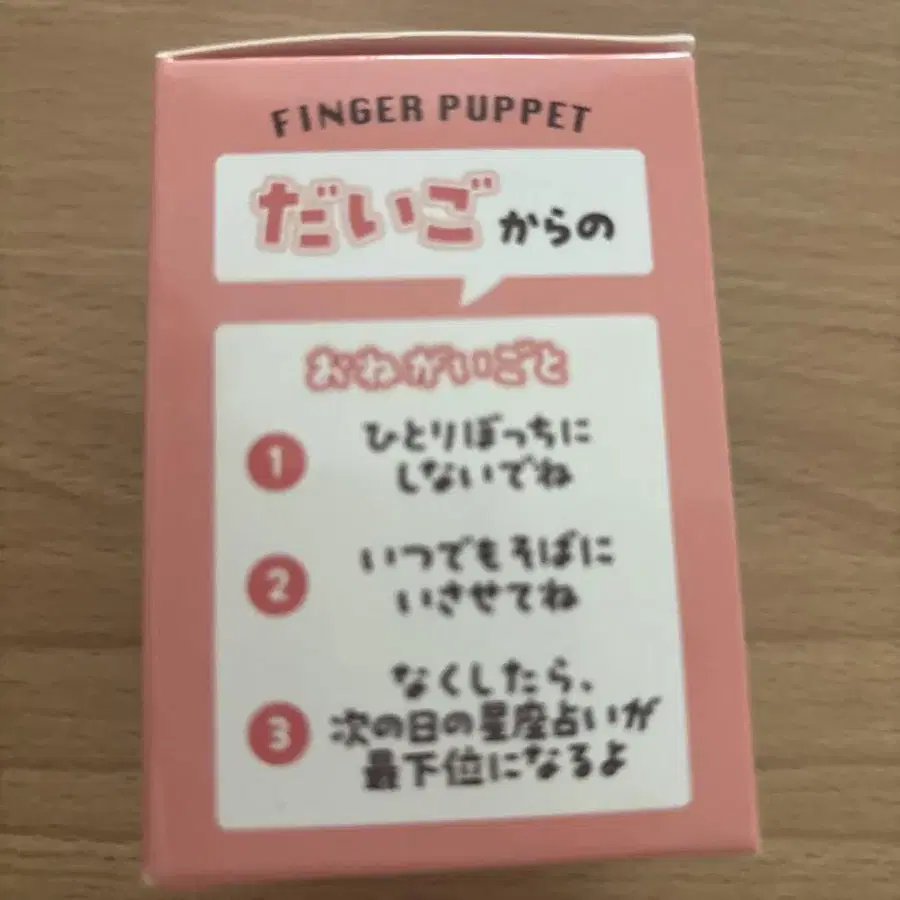 FINGER PUPPET
だいごからの
おねがいごと
1 ひとりぼっちに
しないでね
2 いつでもそばに
いさせてね
3 なくしたら、
次の日の星座占いが
最下位になるよ